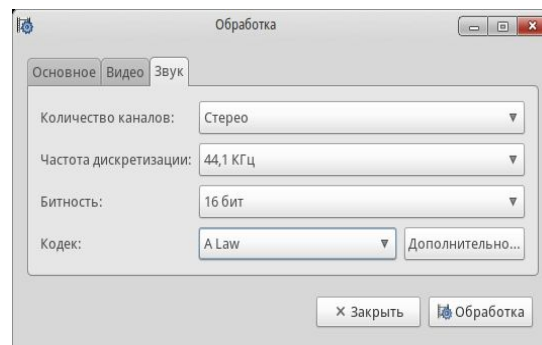 Обработка
Основное Видео Звук
Количество каналов: Стерео
Частота дискретизации: 44,1 КГц
Битность: 16 бит
Кодек: A Law Дополнительно...
Закрыть Обработка